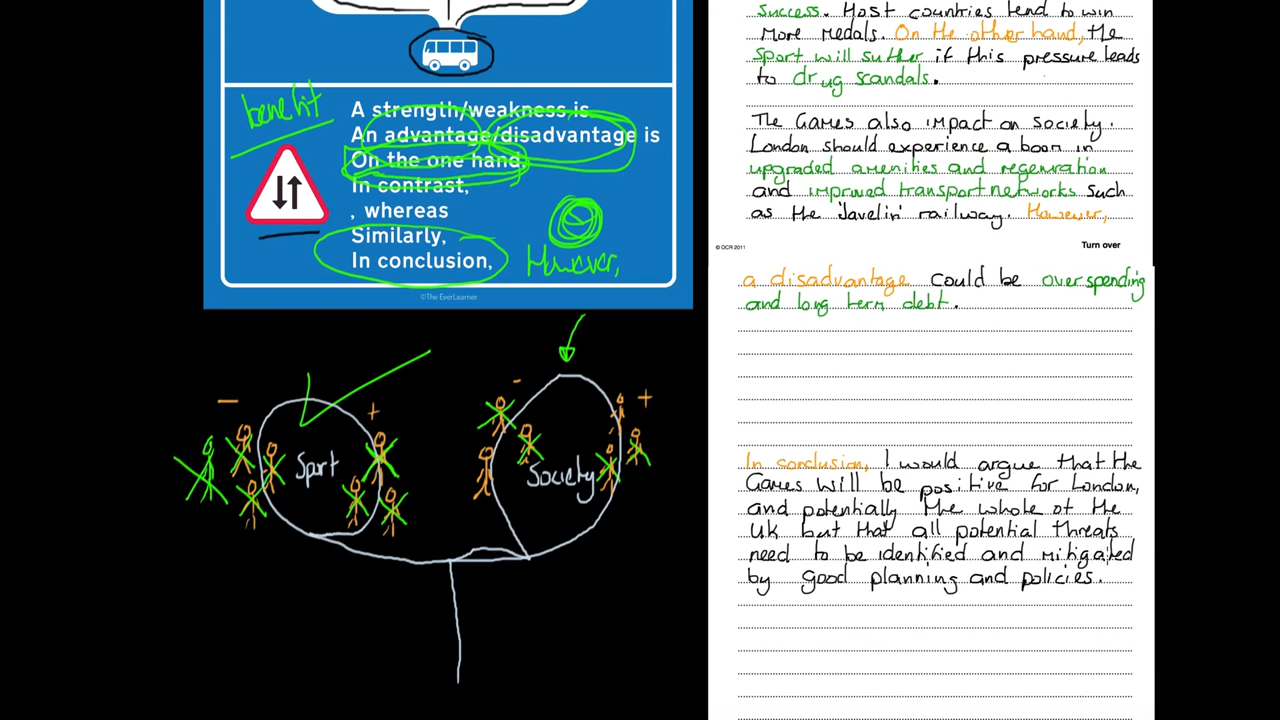 benefit
A strength/weakness is
An advantage/disadvantage is
On the one hand,
In contrast,
, whereas
Similarly,
In conclusion,
However,
©The EverLearner
-
+
Sport
-
+
Society
success. Host countries tend to win
more medals. On the other hand, the
sport will suffer if this pressure leads
to drug scandals.
The Games also impact on society.
London should experience a boom in
upgraded amenities and regeneration
and improved transport networks such
as the 'Javelin' railway. However,
© OCR 2011
Turn over
a disadvantage could be overspending
and long term debt.
In conclusion, I would argue that the
Games will be positive for London,
and potentially the whole of the
UK but that all potential threats
need to be identified and mitigated
by good planning and policies.